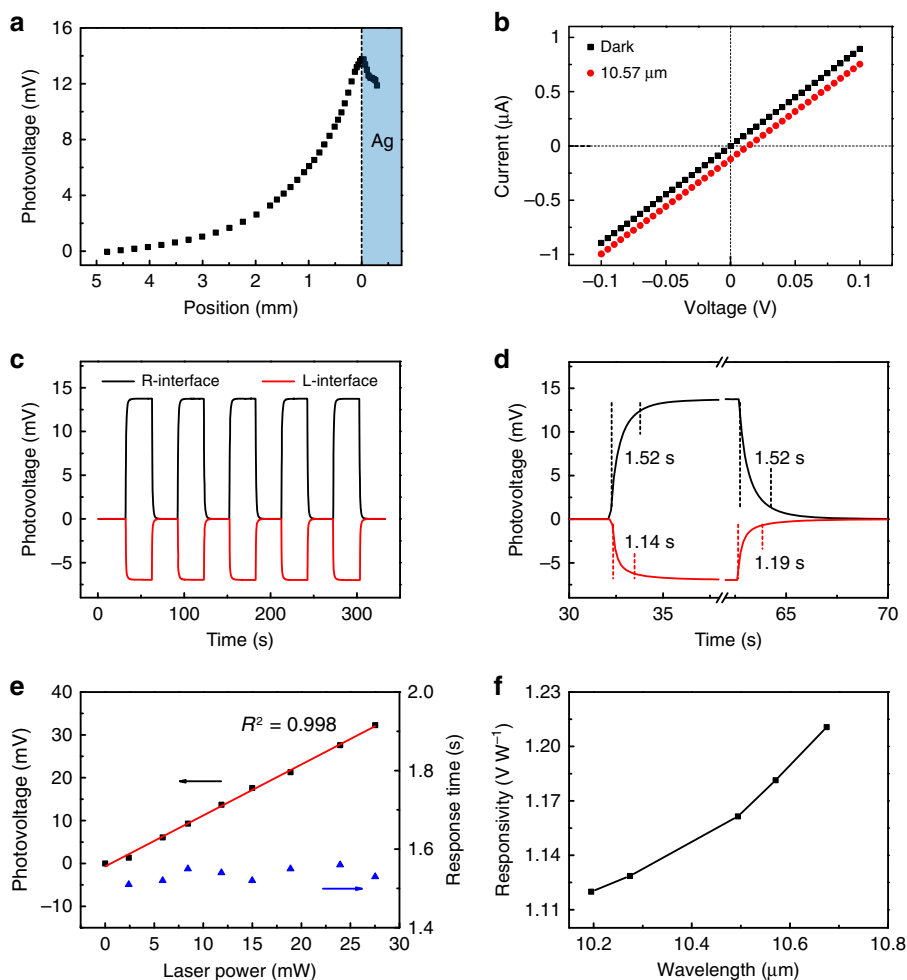 a
16
12
8
4
0
Photovoltage (mV)
Ag
5 4 3 2 1 0
Position (mm)
b
1
0.5
0
−0.5
−1
Current (μA)
Dark
10.57 μm
−0.1 −0.05 0 0.05 0.1
Voltage (V)
c
15
10
5
0
−5
Photovoltage (mV)
R-interface L-interface
0 100 200 300
Time (s)
d
15
10
5
0
−5
Photovoltage (mV)
1.52 s 1.52 s
1.14 s 1.19 s
30 35 65 70
Time (s)
e
40
30
20
10
0
−10
Photovoltage (mV)
R² = 0.998
2.0
1.8
1.6
1.4
Response time (s)
0 5 10 15 20 25 30
Laser power (mW)
f
1.23
1.20
1.17
1.14
1.11
Responsivity (V W⁻¹)
10.2 10.4 10.6 10.8
Wavelength (μm)